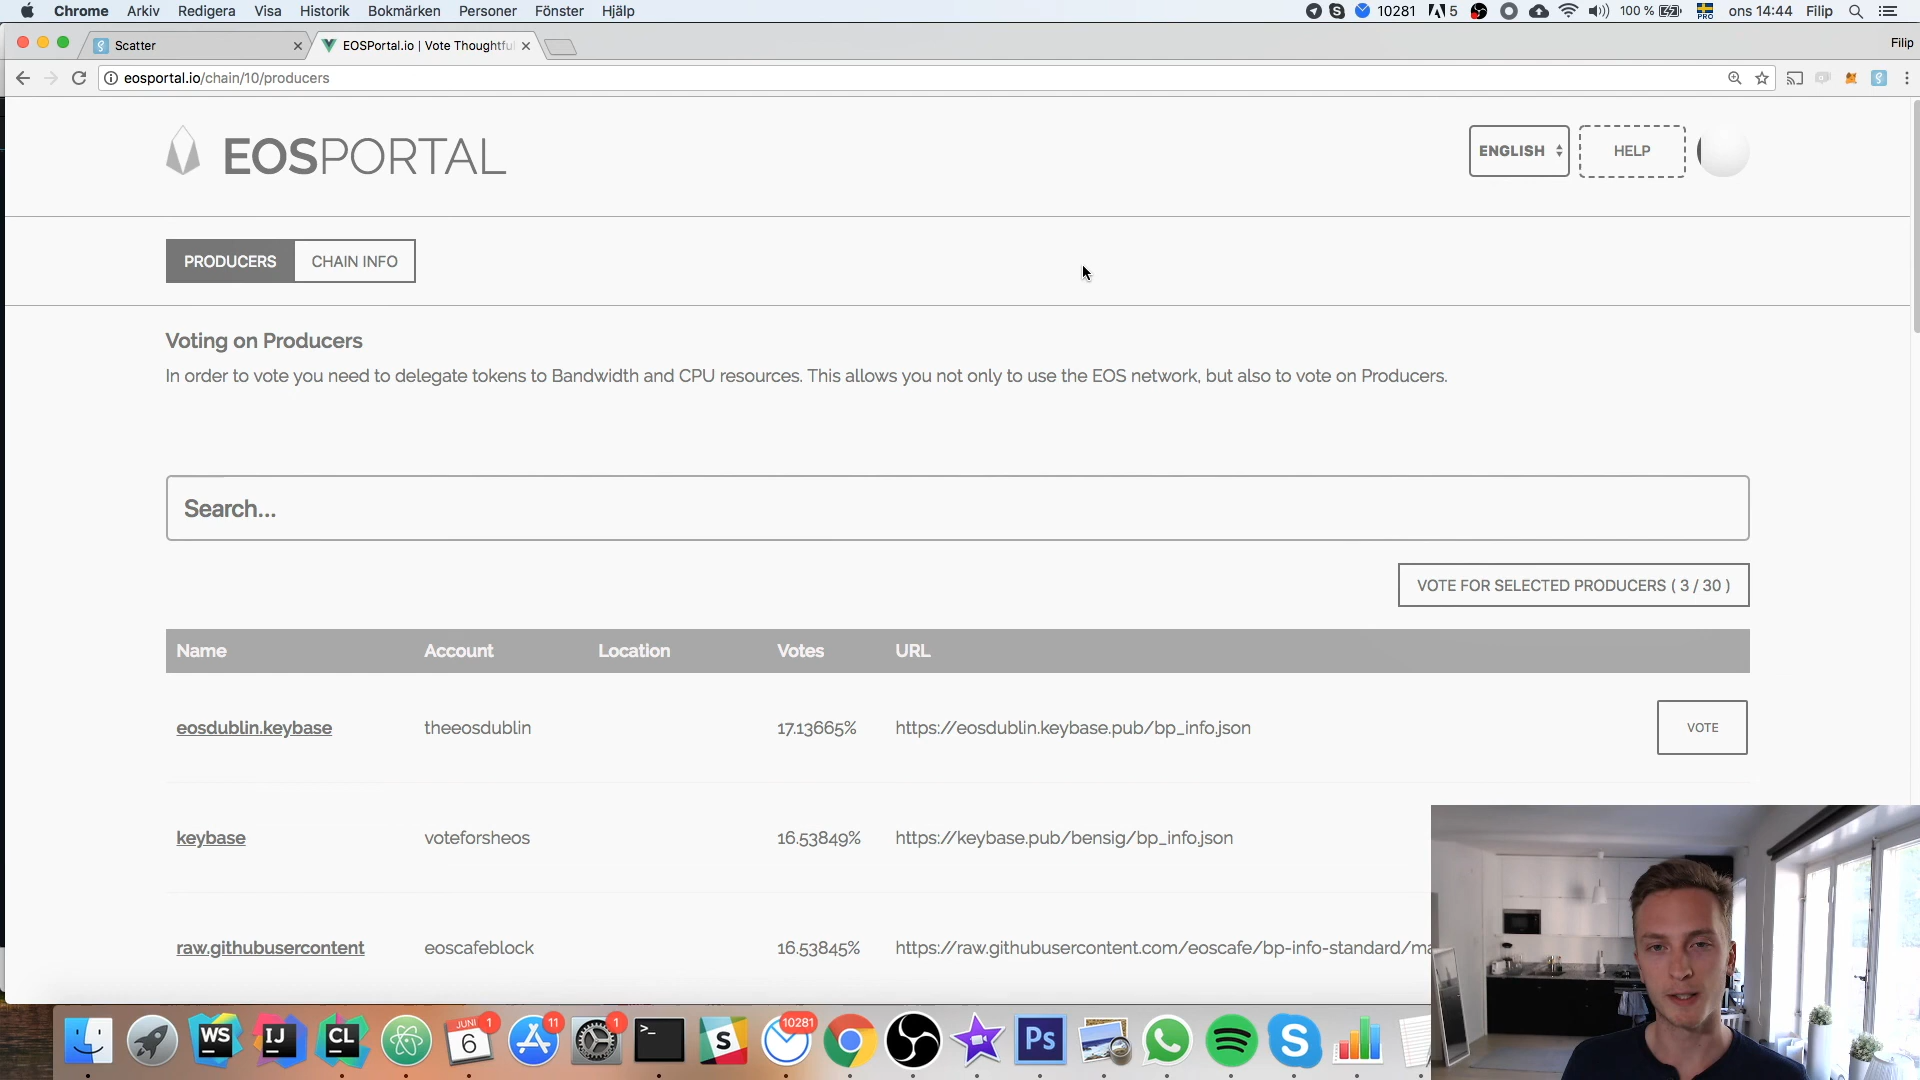 Chrome Arkiv Redigera Visa Historik Bokmärken Personer Fönster Hjälp 10281 5 100 % PRO ons 14:44 Filip
Scatter EOSPortal.io | Vote Thoughtfu Filip
eosportal.io/chain/10/producers
EOSPORTAL ENGLISH HELP
PRODUCERS CHAIN INFO
Voting on Producers
In order to vote you need to delegate tokens to Bandwidth and CPU resources. This allows you not only to use the EOS network, but also to vote on Producers.
Search...
VOTE FOR SELECTED PRODUCERS ( 3 / 30 )
Name Account Location Votes URL
eosdublin.keybase theeosdublin 17.13665% https://eosdublin.keybase.pub/bp_info.json VOTE
keybase voteforsheos 16.53849% https://keybase.pub/bensig/bp_info.json
raw.githubusercontent eoscafeblock 16.53845% https://raw.githubusercontent.com/eoscafe/bp-info-standard/ma
WS IJ CL JUNI 6 1 11 1 >_ S 10281 Ps S